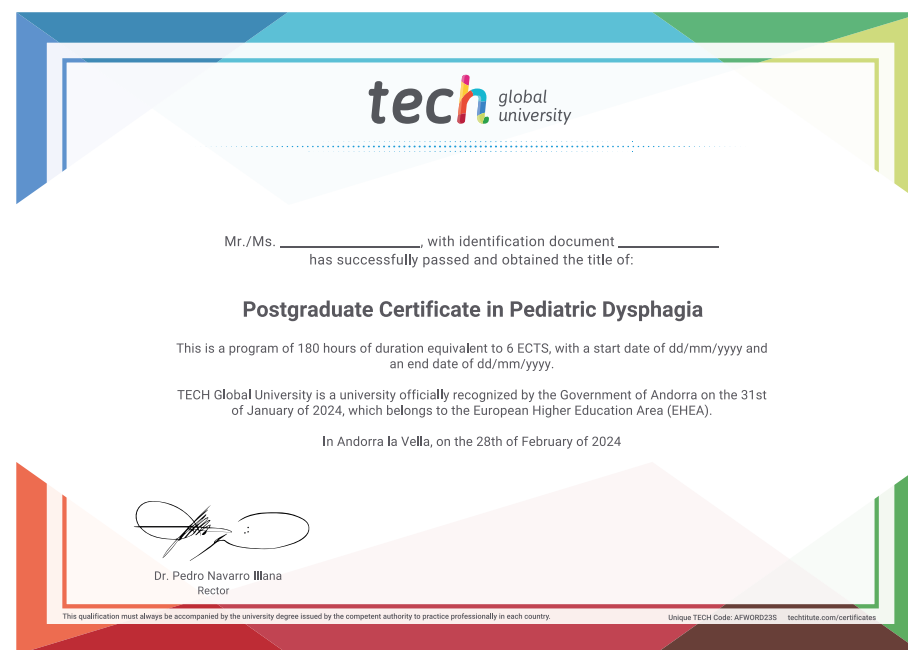 tech global university
Mr./Ms. ____________, with identification document ____________
has successfully passed and obtained the title of:
Postgraduate Certificate in Pediatric Dysphagia
This is a program of 180 hours of duration equivalent to 6 ECTS, with a start date of dd/mm/yyyy and
an end date of dd/mm/yyyy.
TECH Global University is a university officially recognized by the Government of Andorra on the 31st
of January of 2024, which belongs to the European Higher Education Area (EHEA).
In Andorra la Vella, on the 28th of February of 2024
Dr. Pedro Navarro Illana
Rector
This qualification must always be accompanied by the university degree issued by the competent authority to practice professionally in each country.
Unique TECH Code: AFWORD23S techtitute.com/certificates